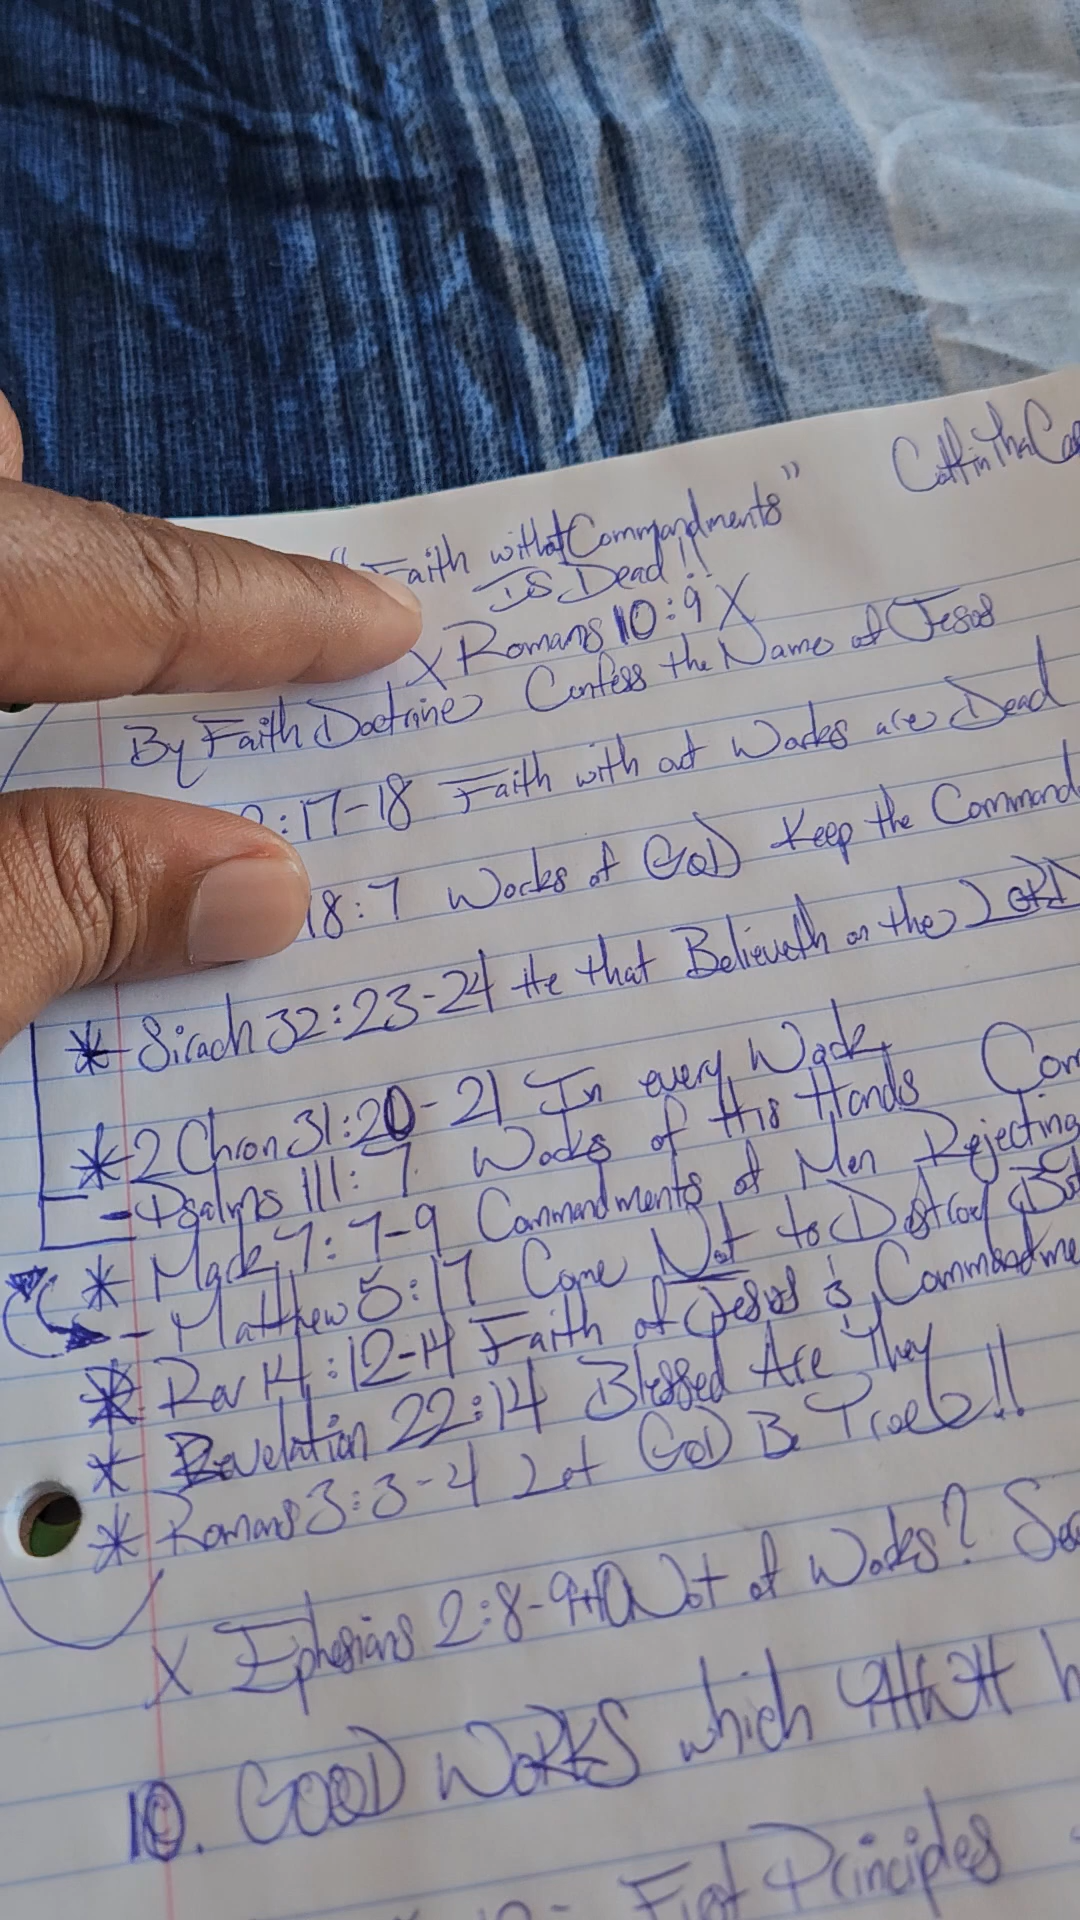 "Faith without Commandments"
Is Dead!!
X Romans 10:9 X
By Faith Doctrine Confess the Name of Jesus
2:17-18 Faith with out Works are Dead
18:7 Works of GOD Keep the Command
* Sirach 32:23-24 He that Believeth on the LORD
* 2 Chron 31:20-21 In every Work
- Psalms 111:7 Works of His Hands
* Mark 7:7-9 Commandments of Men Rejecting
- Matthew 5:17 Come Not to Destroy But
* Rev 14:12-14 Faith of Jesus & Commandme
* Revelation 22:14 Blessed Are They
* Romans 3:3-4 Let GOD Be True!!
X Ephesians 2:8-9 Not of Works?
10. GOOD WORKS which
First Principles